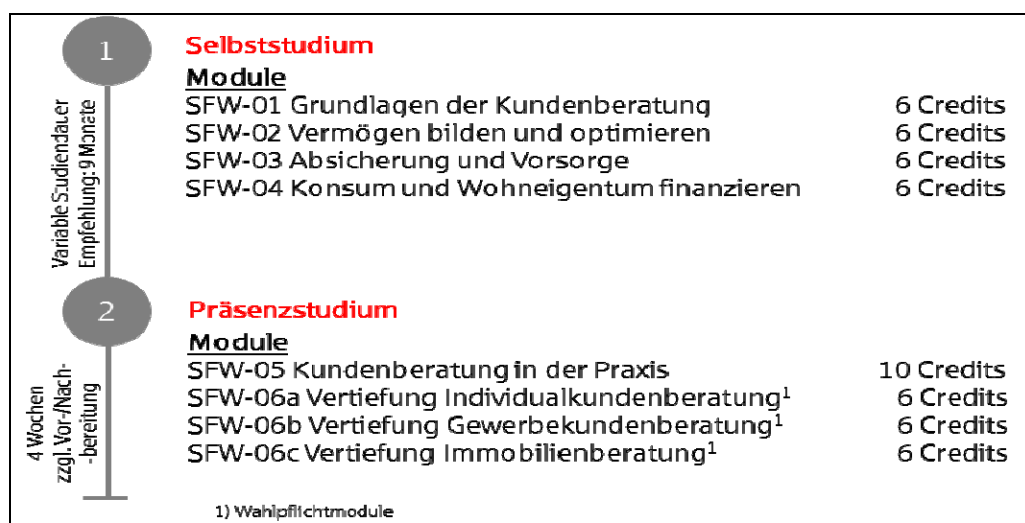 1
Selbststudium
Module
SFW-01 Grundlagen der Kundenberatung 6 Credits
SFW-02 Vermögen bilden und optimieren 6 Credits
SFW-03 Absicherung und Vorsorge 6 Credits
SFW-04 Konsum und Wohneigentum finanzieren 6 Credits
Variable Studiendauer
Empfehlung: 9 Monate
2
Präsenzstudium
Module
SFW-05 Kundenberatung in der Praxis 10 Credits
SFW-06a Vertiefung Individualkundenberatung¹ 6 Credits
SFW-06b Vertiefung Gewerbekundenberatung¹ 6 Credits
SFW-06c Vertiefung Immobilienberatung¹ 6 Credits
4 Wochen
zzgl. Vor-/Nach-
-bereitung
1) Wahlpflichtmodule